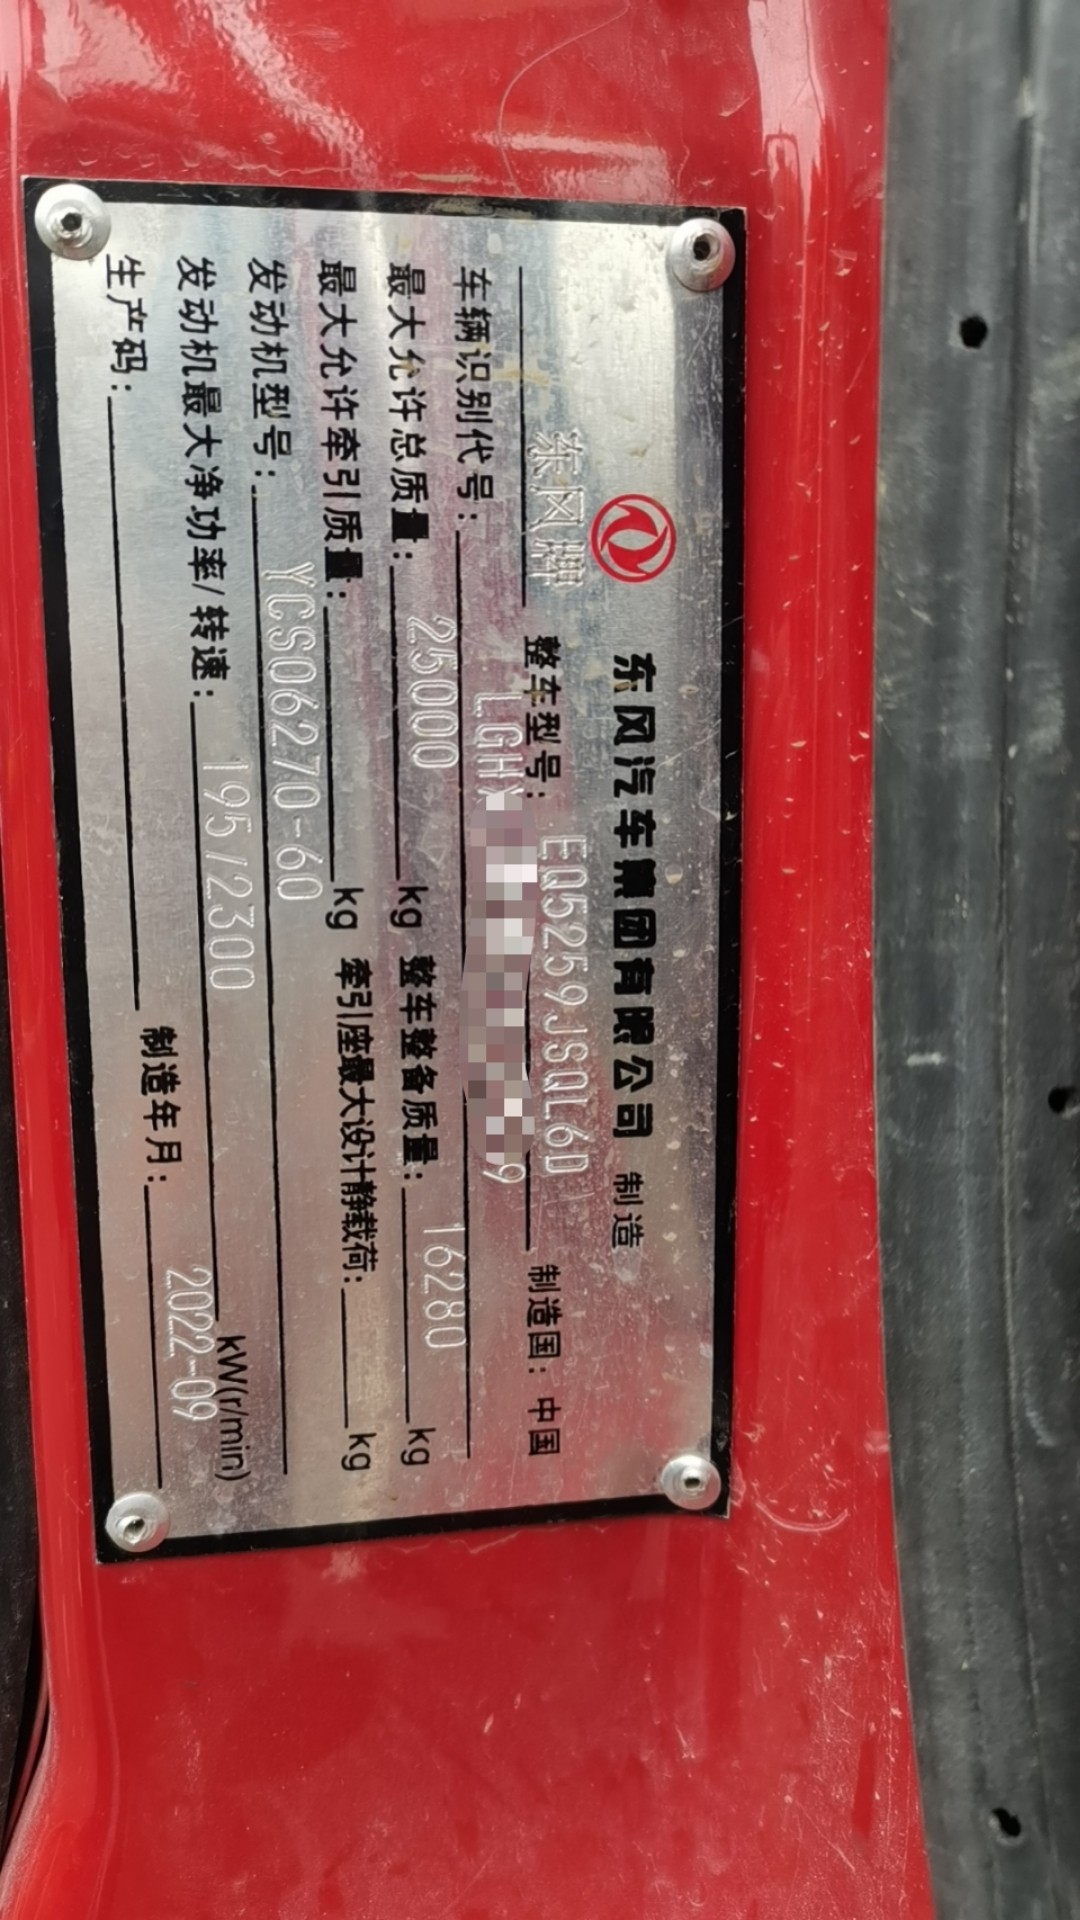 东风汽车集团有限公司 制造
东风牌 整车型号: EQ5259JSQL6D 制造国: 中国
车辆识别代号: LGHX 9
最大允许总质量: 25000 kg 整车整备质量: 16280 kg
最大允许牵引质量: kg 牵引座最大设计静载荷: kg
发动机型号: YCS06270-60
发动机最大净功率/转速: 195/2300 kW(r/min)
生产码: 制造年月: 2022-09